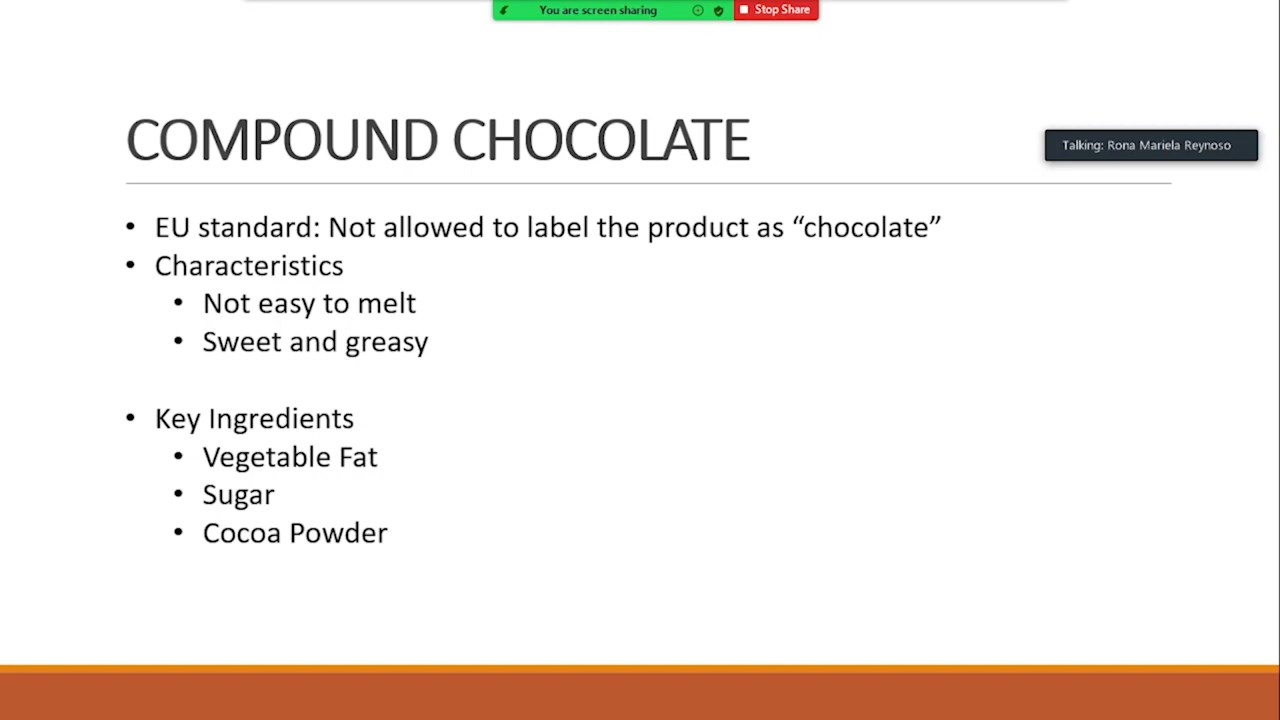 You are screen sharing
Stop Share
COMPOUND CHOCOLATE
Talking: Rona Mariela Reynoso
• EU standard: Not allowed to label the product as “chocolate”
• Characteristics
• Not easy to melt
• Sweet and greasy
• Key Ingredients
• Vegetable Fat
• Sugar
• Cocoa Powder